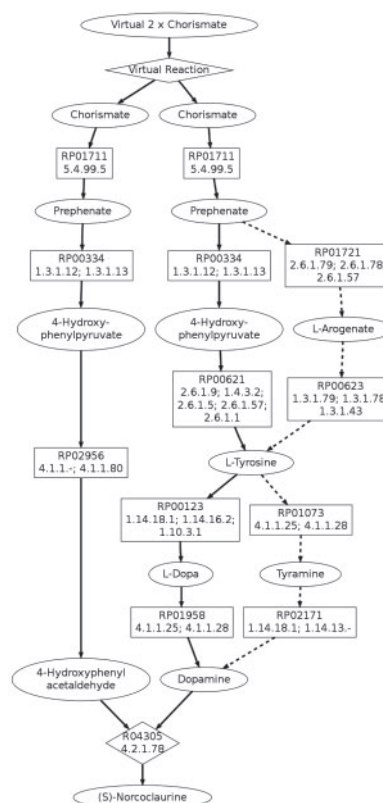 Virtual 2 x Chorismate
Virtual Reaction
Chorismate
Chorismate
RP01711
5.4.99.5
RP01711
5.4.99.5
Prephenate
Prephenate
RP00334
1.3.1.12; 1.3.1.13
RP00334
1.3.1.12; 1.3.1.13
RP01721
2.6.1.79; 2.6.1.78
2.6.1.57
4-Hydroxy-
phenylpyruvate
4-Hydroxy-
phenylpyruvate
L-Arogenate
RP00621
2.6.1.9; 1.4.3.2;
2.6.1.5; 2.6.1.57;
2.6.1.1
RP00623
1.3.1.79; 1.3.1.78
1.3.1.43
RP02956
4.1.1.-; 4.1.1.80
L-Tyrosine
RP00123
1.14.18.1; 1.14.16.2;
1.10.3.1
RP01073
4.1.1.25; 4.1.1.28
L-Dopa
Tyramine
RP01958
4.1.1.25; 4.1.1.28
RP02171
1.14.18.1; 1.14.13.-
4-Hydroxyphenyl
acetaldehyde
Dopamine
R04305
4.2.1.78
(S)-Norcoclaurine